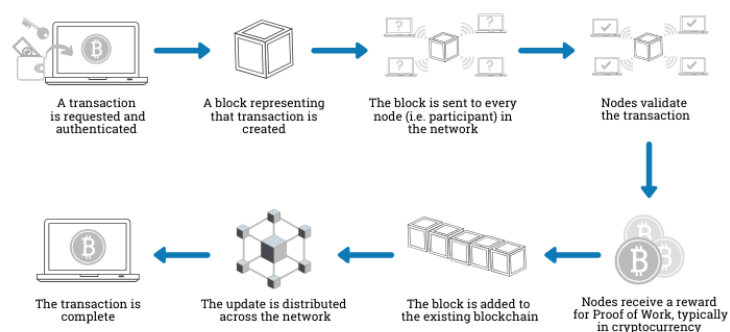 A transaction
is requested and
authenticated
A block representing
that transaction is
created
The block is sent to every
node (i.e. participant) in
the network
Nodes validate
the transaction
Nodes receive a reward
for Proof of Work, typically
in cryptocurrency
The block is added to
the existing blockchain
The update is distributed
across the network
The transaction is
complete